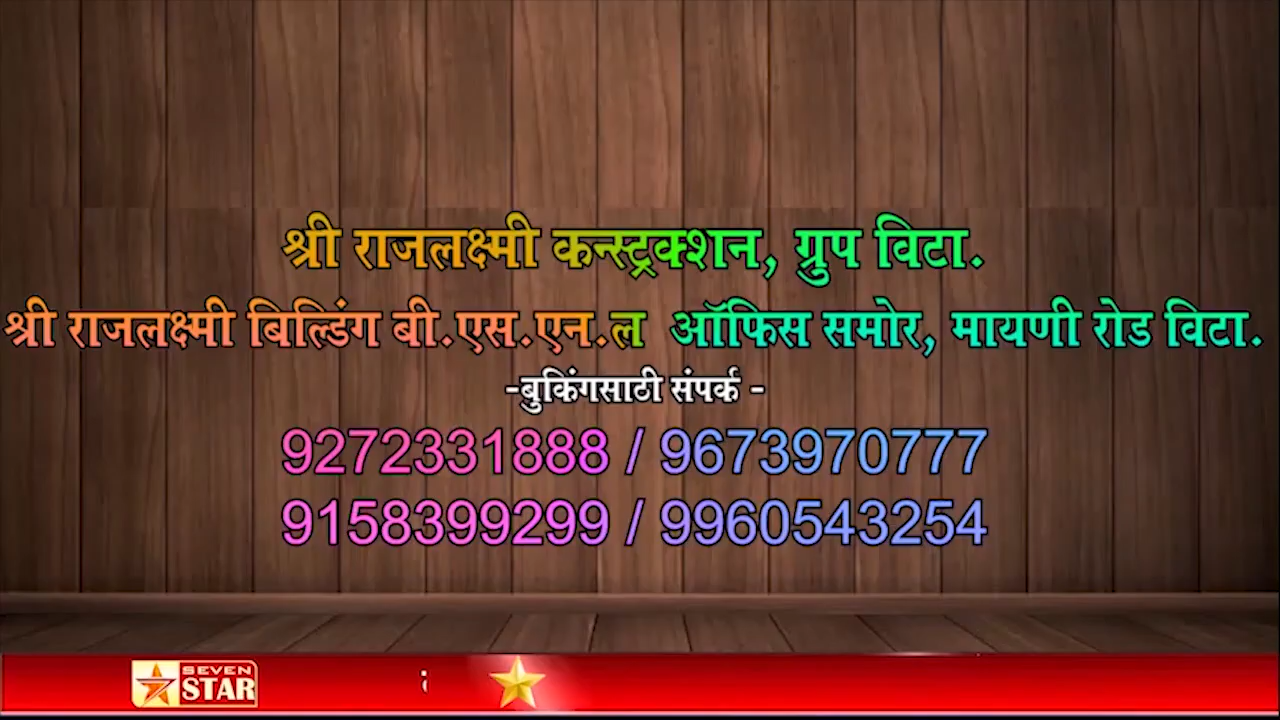 श्री राजलक्ष्मी कन्स्ट्रक्शन, ग्रुप विटा.
श्री राजलक्ष्मी बिल्डिंग बी.एस.एन.ल ऑफिस समोर, मायणी रोड विटा.
-बुकिंगसाटी संपर्क -
9272331888 / 9673970777
9158399299 / 9960543254
SEVEN
STAR